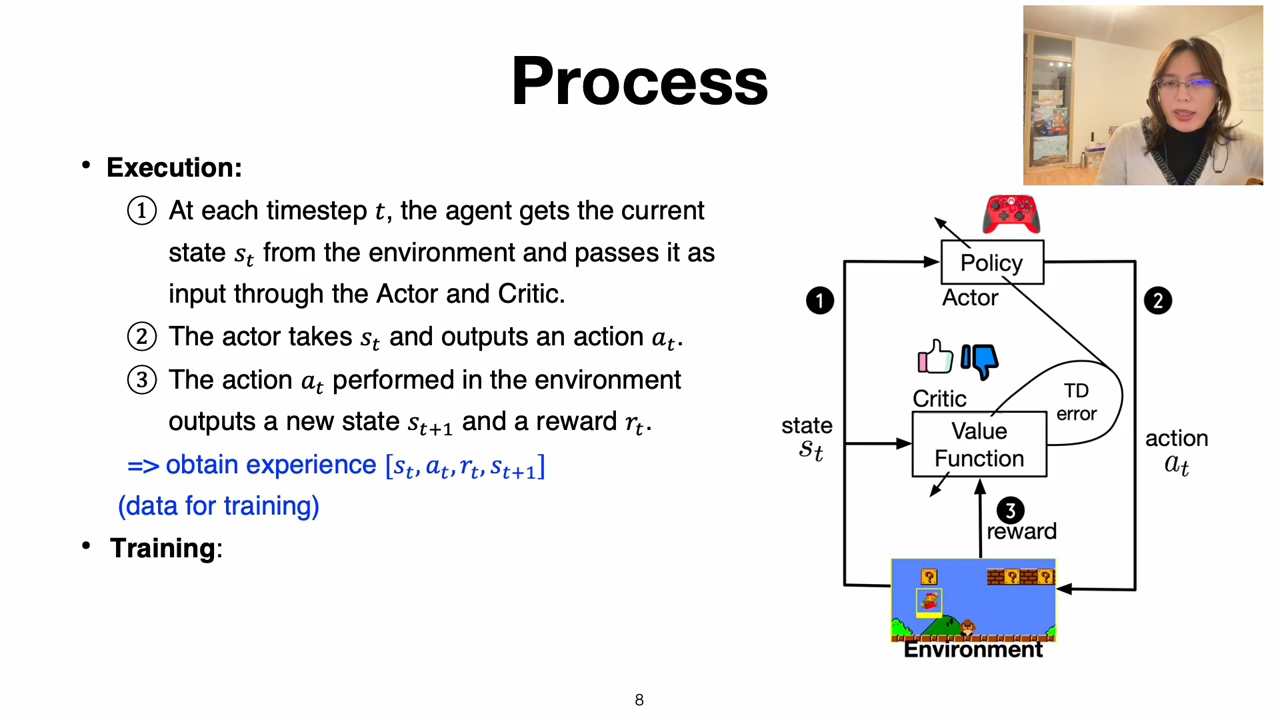 Process
• Execution:
① At each timestep t, the agent gets the current
state s_t from the environment and passes it as
input through the Actor and Critic.
② The actor takes s_t and outputs an action a_t.
③ The action a_t performed in the environment
outputs a new state s_{t+1} and a reward r_t.
=> obtain experience [s_t, a_t, r_t, s_{t+1}]
(data for training)
• Training:
Policy
Actor
❶
❷
Critic
TD
error
Value
Function
state
s_t
action
a_t
❸
reward
?
? ?
Environment
8